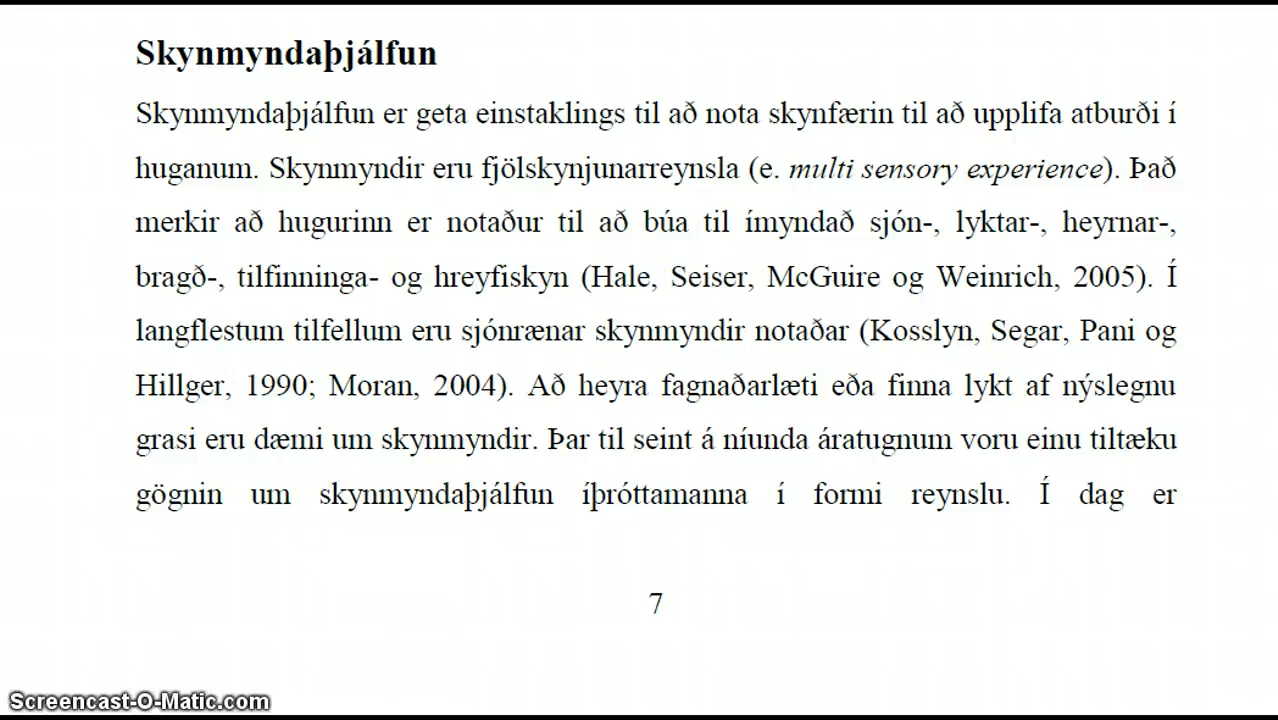 Skynmyndaþjálfun
Skynmyndaþjálfun er geta einstaklings til að nota skynfærin til að upplifa atburði í
huganum. Skynmyndir eru fjölskynjunarreynsla (e. multi sensory experience). Það
merkir að hugurinn er notaður til að búa til ímyndað sjón-, lyktar-, heyrnar-,
bragð-, tilfinninga- og hreyfiskyn (Hale, Seiser, McGuire og Weinrich, 2005). Í
langflestum tilfellum eru sjónrænar skynmyndir notaðar (Kosslyn, Segar, Pani og
Hillger, 1990; Moran, 2004). Að heyra fagnaðarlæti eða finna lykt af nýslegnu
grasi eru dæmi um skynmyndir. Þar til seint á níunda áratugnum voru einu tiltæku
gögnin um skynmyndaþjálfun íþróttamanna í formi reynslu. Í dag er
7
Screencast-O-Matic.com